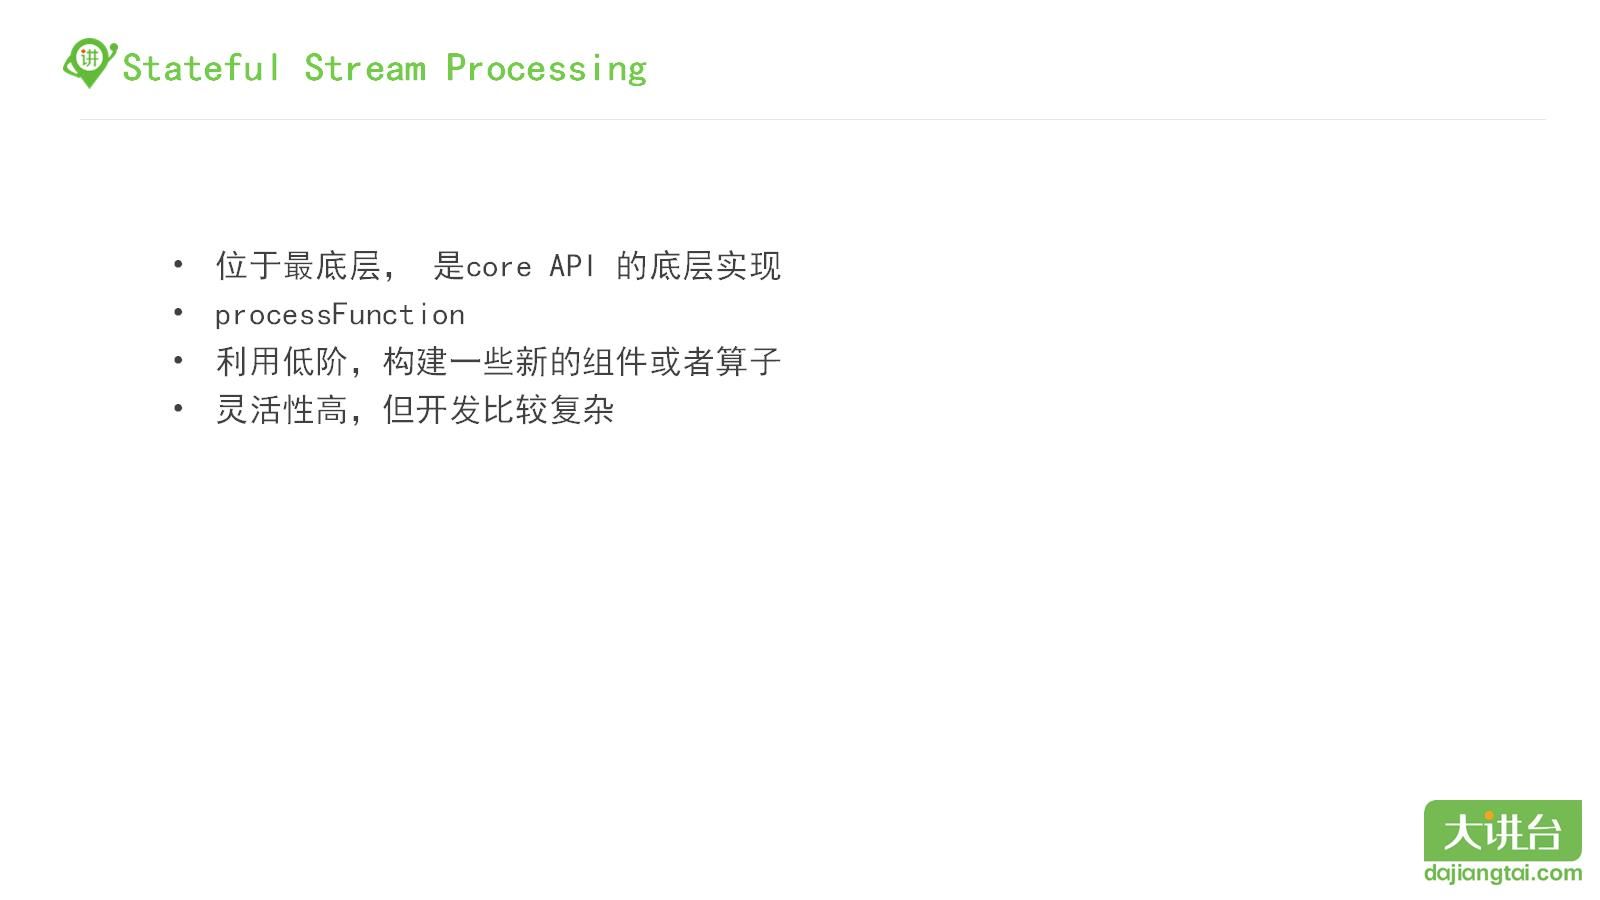 讲
Stateful Stream Processing
• 位于最底层， 是core API 的底层实现
• processFunction
• 利用低阶，构建一些新的组件或者算子
• 灵活性高，但开发比较复杂
大讲台
dajiangtai.com